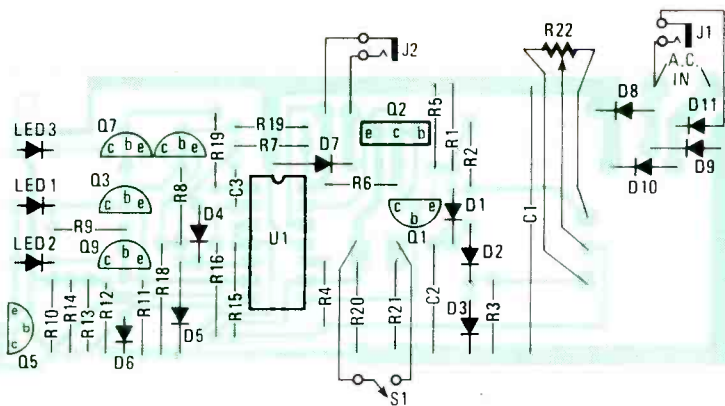 R22
J1
A.C.
IN
J2
D8
D11
D9
D10
LED3
Q7
c b e
c b e
R19
R19
R7
D7
Q2
e c b
R5
R1
R2
LED1
Q3
c b e
R8
C3
R6
R9
D4
U1
c e
b
Q1
D1
C1
LED2
Q9
c b e
R18
R16
D2
R10
R14
R13
R12
R11
D5
R15
R4
R20
R21
C2
D3
R3
e
b
c
Q5
D6
S1